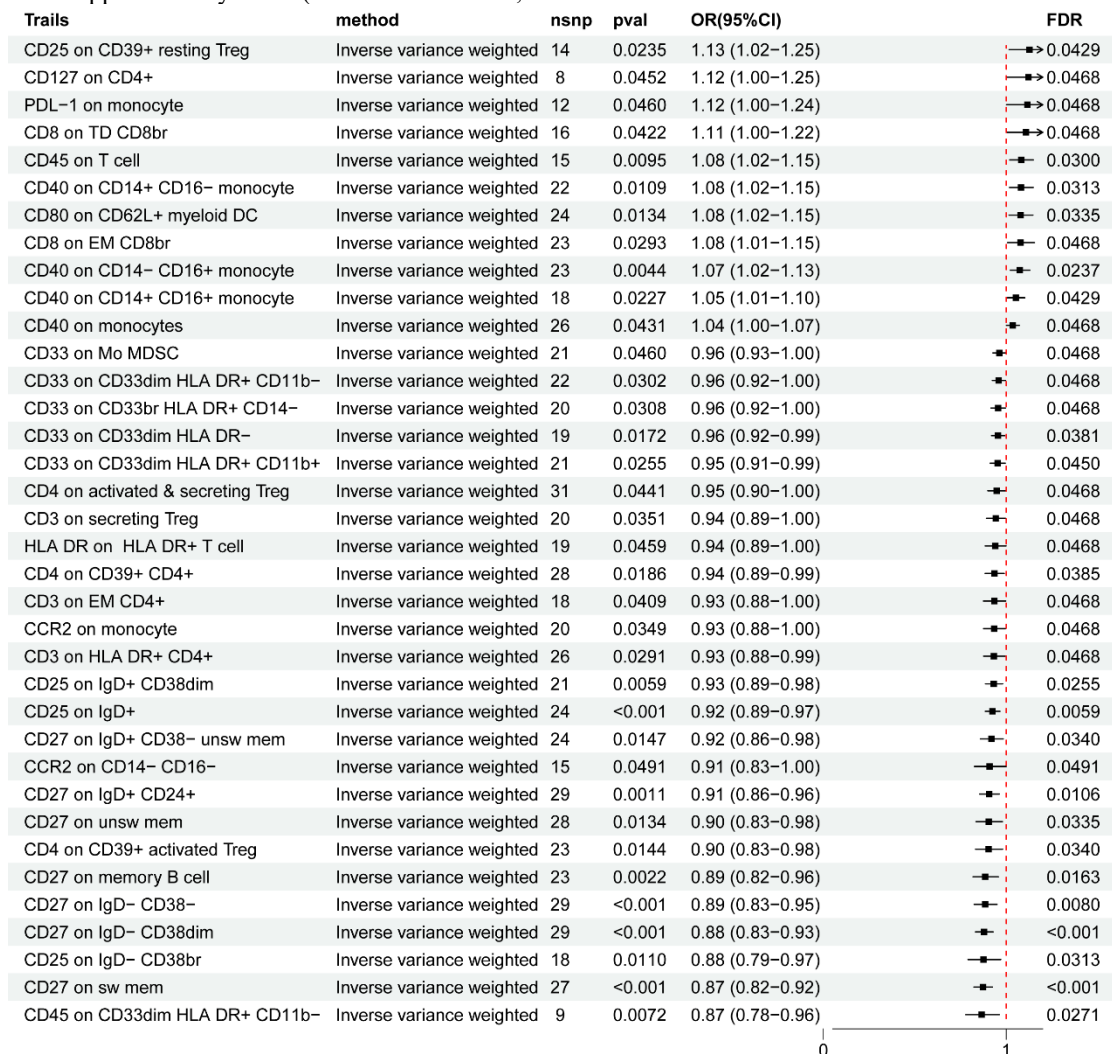 Trails method nsnp pval OR(95%CI) FDR
CD25 on CD39+ resting Treg Inverse variance weighted 14 0.0235 1.13 (1.02−1.25) 0.0429
CD127 on CD4+ Inverse variance weighted 8 0.0452 1.12 (1.00−1.25) 0.0468
PDL−1 on monocyte Inverse variance weighted 12 0.0460 1.12 (1.00−1.24) 0.0468
CD8 on TD CD8br Inverse variance weighted 16 0.0422 1.11 (1.00−1.22) 0.0468
CD45 on T cell Inverse variance weighted 15 0.0095 1.08 (1.02−1.15) 0.0300
CD40 on CD14+ CD16− monocyte Inverse variance weighted 22 0.0109 1.08 (1.02−1.15) 0.0313
CD80 on CD62L+ myeloid DC Inverse variance weighted 24 0.0134 1.08 (1.02−1.15) 0.0335
CD8 on EM CD8br Inverse variance weighted 23 0.0293 1.08 (1.01−1.15) 0.0468
CD40 on CD14− CD16+ monocyte Inverse variance weighted 23 0.0044 1.07 (1.02−1.13) 0.0237
CD40 on CD14+ CD16+ monocyte Inverse variance weighted 18 0.0227 1.05 (1.01−1.10) 0.0429
CD40 on monocytes Inverse variance weighted 26 0.0431 1.04 (1.00−1.07) 0.0468
CD33 on Mo MDSC Inverse variance weighted 21 0.0460 0.96 (0.93−1.00) 0.0468
CD33 on CD33dim HLA DR+ CD11b− Inverse variance weighted 22 0.0302 0.96 (0.92−1.00) 0.0468
CD33 on CD33br HLA DR+ CD14− Inverse variance weighted 20 0.0308 0.96 (0.92−1.00) 0.0468
CD33 on CD33dim HLA DR− Inverse variance weighted 19 0.0172 0.96 (0.92−0.99) 0.0381
CD33 on CD33dim HLA DR+ CD11b+ Inverse variance weighted 21 0.0255 0.95 (0.91−0.99) 0.0450
CD4 on activated & secreting Treg Inverse variance weighted 31 0.0441 0.95 (0.90−1.00) 0.0468
CD3 on secreting Treg Inverse variance weighted 20 0.0351 0.94 (0.89−1.00) 0.0468
HLA DR on HLA DR+ T cell Inverse variance weighted 19 0.0459 0.94 (0.89−1.00) 0.0468
CD4 on CD39+ CD4+ Inverse variance weighted 28 0.0186 0.94 (0.89−0.99) 0.0385
CD3 on EM CD4+ Inverse variance weighted 18 0.0409 0.93 (0.88−1.00) 0.0468
CCR2 on monocyte Inverse variance weighted 20 0.0349 0.93 (0.88−1.00) 0.0468
CD3 on HLA DR+ CD4+ Inverse variance weighted 26 0.0291 0.93 (0.88−0.99) 0.0468
CD25 on IgD+ CD38dim Inverse variance weighted 21 0.0059 0.93 (0.89−0.98) 0.0255
CD25 on IgD+ Inverse variance weighted 24 <0.001 0.92 (0.89−0.97) 0.0059
CD27 on IgD+ CD38− unsw mem Inverse variance weighted 24 0.0147 0.92 (0.86−0.98) 0.0340
CCR2 on CD14− CD16− Inverse variance weighted 15 0.0491 0.91 (0.83−1.00) 0.0491
CD27 on IgD+ CD24+ Inverse variance weighted 29 0.0011 0.91 (0.86−0.96) 0.0106
CD27 on unsw mem Inverse variance weighted 28 0.0134 0.90 (0.83−0.98) 0.0335
CD4 on CD39+ activated Treg Inverse variance weighted 23 0.0144 0.90 (0.83−0.98) 0.0340
CD27 on memory B cell Inverse variance weighted 23 0.0022 0.89 (0.82−0.96) 0.0163
CD27 on IgD− CD38− Inverse variance weighted 29 <0.001 0.89 (0.83−0.95) 0.0080
CD27 on IgD− CD38dim Inverse variance weighted 29 <0.001 0.88 (0.83−0.93) <0.001
CD25 on IgD− CD38br Inverse variance weighted 18 0.0110 0.88 (0.79−0.97) 0.0313
CD27 on sw mem Inverse variance weighted 27 <0.001 0.87 (0.82−0.92) <0.001
CD45 on CD33dim HLA DR+ CD11b− Inverse variance weighted 9 0.0072 0.87 (0.78−0.96) 0.0271
0 1